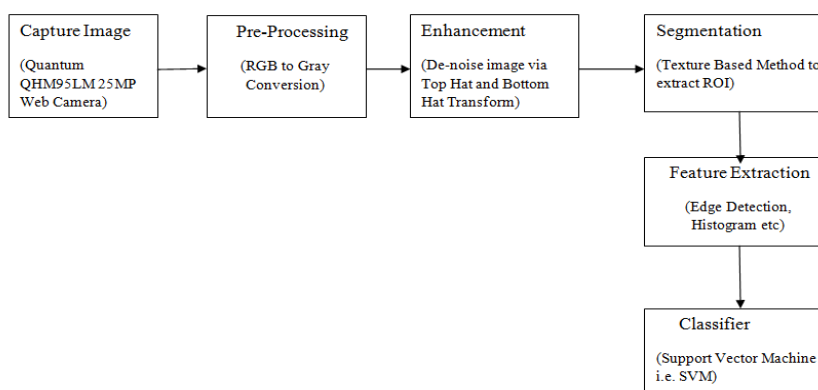 Capture Image
(Quantum
QHM95LM 25MP
Web Camera)
Pre-Processing
(RGB to Gray
Conversion)
Enhancement
(De-noise image via
Top Hat and Bottom
Hat Transform)
Segmentation
(Texture Based Method to
extract ROI)
Feature Extraction
(Edge Detection,
Histogram etc)
Classifier
(Support Vector Machine
i.e. SVM)